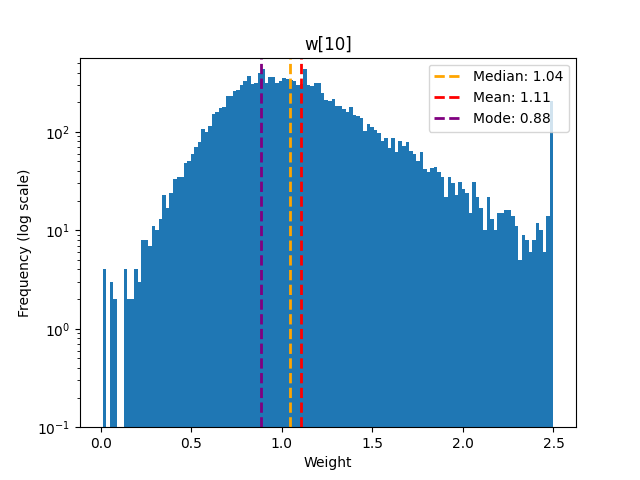 w[10]
Median: 1.04
Mean: 1.11
Mode: 0.88
Frequency (log scale)
10²
10¹
10⁰
10⁻¹
0.0 0.5 1.0 1.5 2.0 2.5
Weight